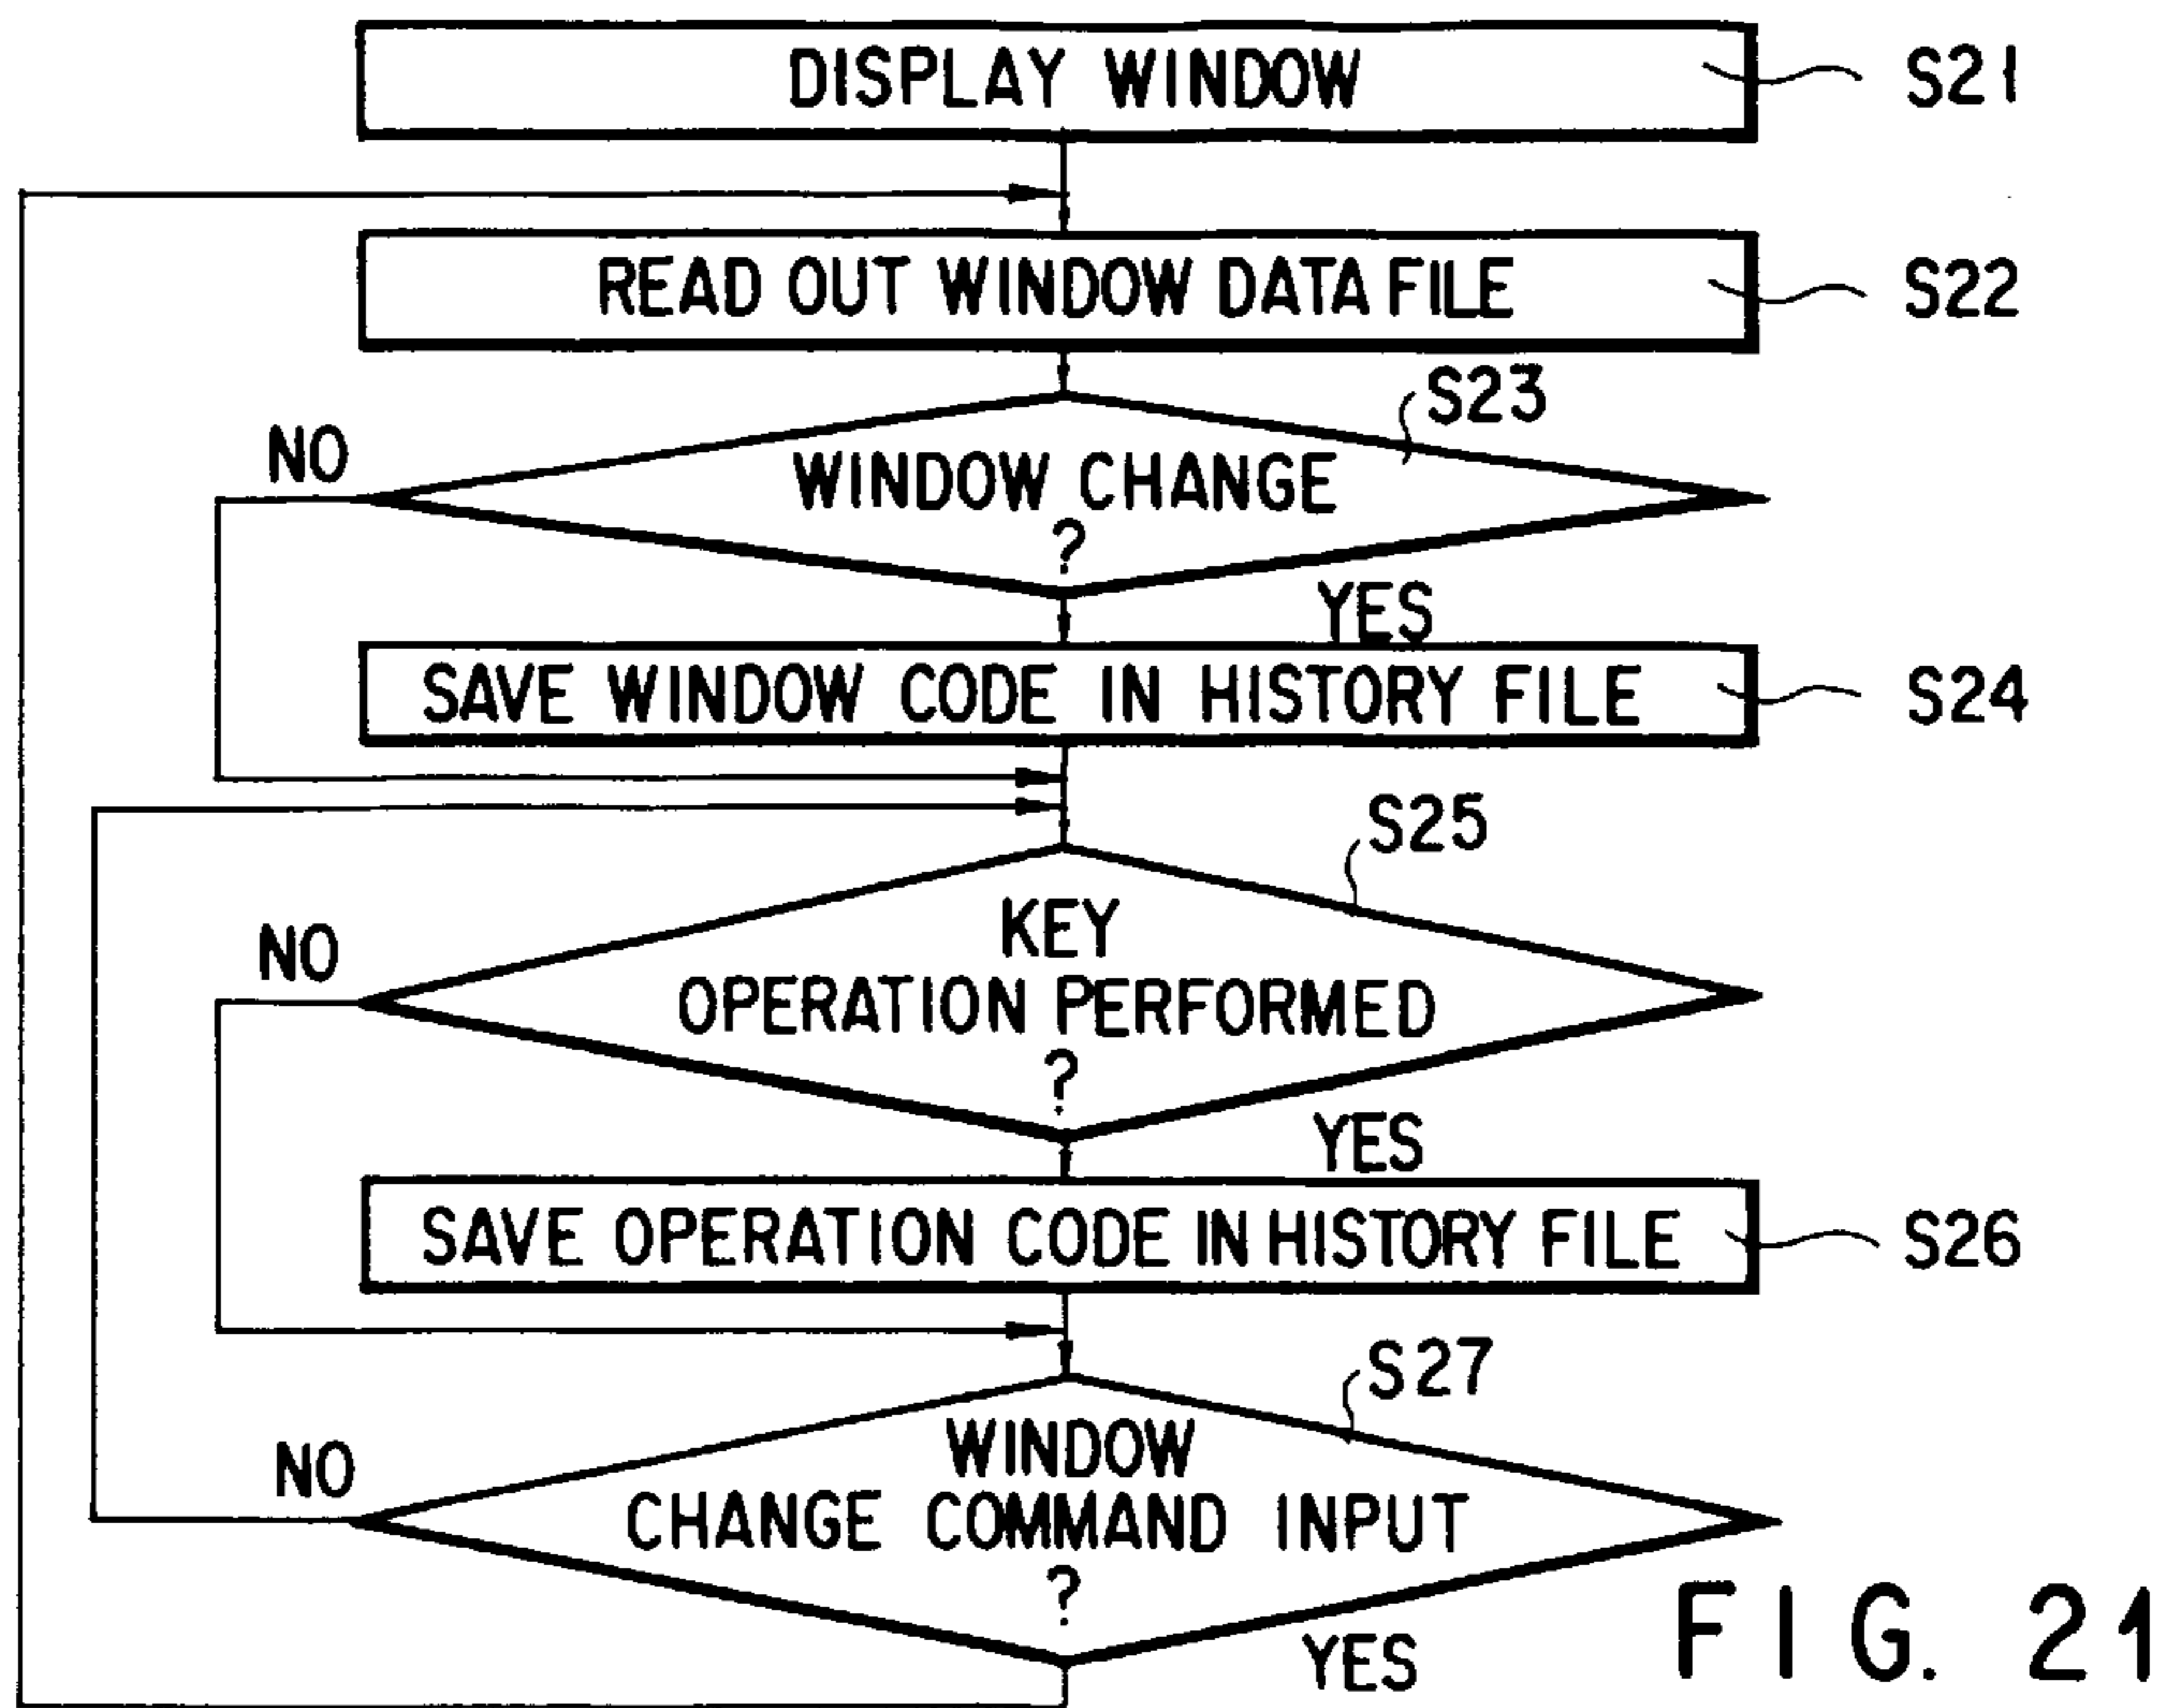 DISPLAY WINDOW S21
READ OUT WINDOW DATA FILE S22
S23
NO
WINDOW CHANGE
?
YES
SAVE WINDOW CODE IN HISTORY FILE S24
S25
KEY
NO
OPERATION PERFORMED
?
YES
SAVE OPERATION CODE IN HISTORY FILE S26
S27
WINDOW
NO
CHANGE COMMAND INPUT
?
YES
FIG. 21